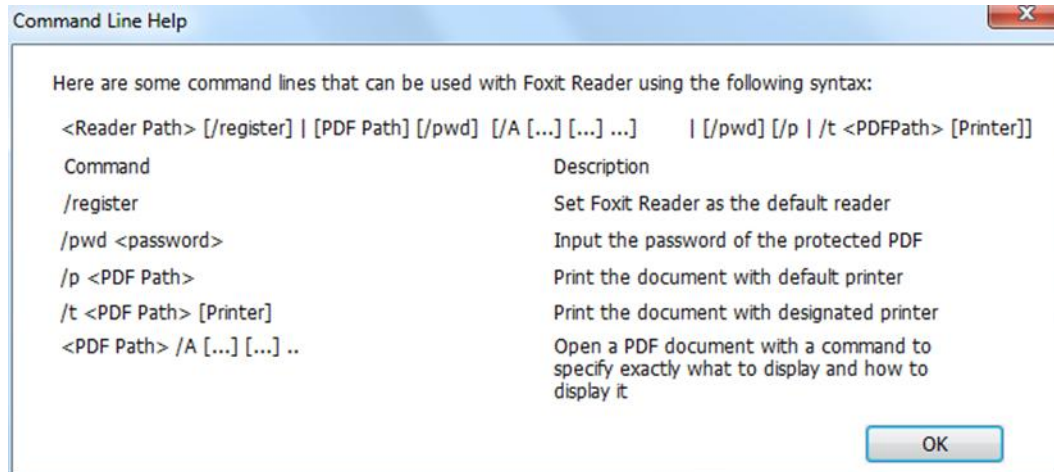 Command Line Help
Here are some command lines that can be used with Foxit Reader using the following syntax:
<Reader Path> [/register] | [PDF Path] [/pwd] [/A [...] [...] ...] | [/pwd] [/p | /t <PDFPath> [Printer]]
Command Description
/register Set Foxit Reader as the default reader
/pwd <password> Input the password of the protected PDF
/p <PDF Path> Print the document with default printer
/t <PDF Path> [Printer] Print the document with designated printer
<PDF Path> /A [...] [...] .. Open a PDF document with a command to
specify exactly what to display and how to
display it
OK